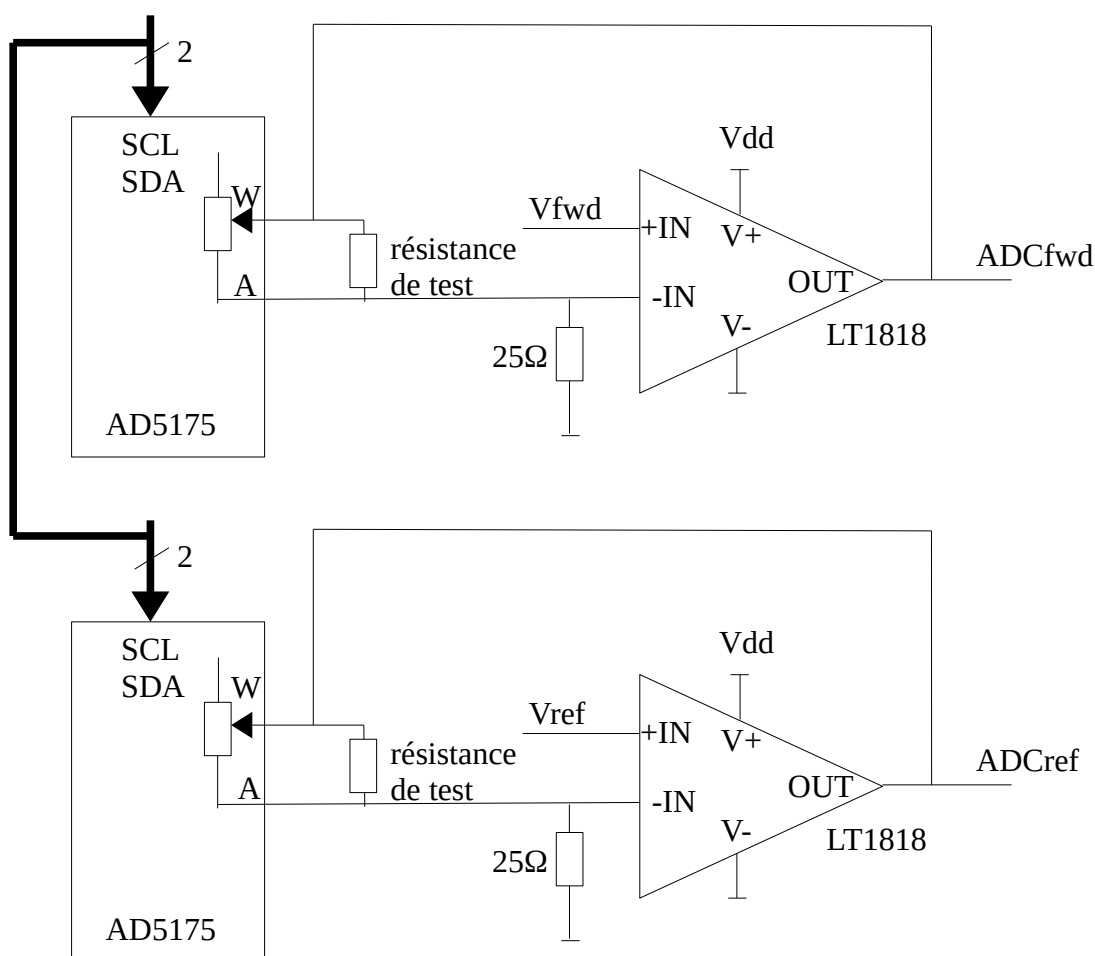 2
SCL
SDA
W
A
AD5175
résistance
de test
25Ω
Vfwd
+IN
-IN
Vdd
V+
OUT
V-
LT1818
ADCfwd
2
SCL
SDA
W
A
AD5175
résistance
de test
25Ω
Vref
+IN
-IN
Vdd
V+
OUT
V-
LT1818
ADCref